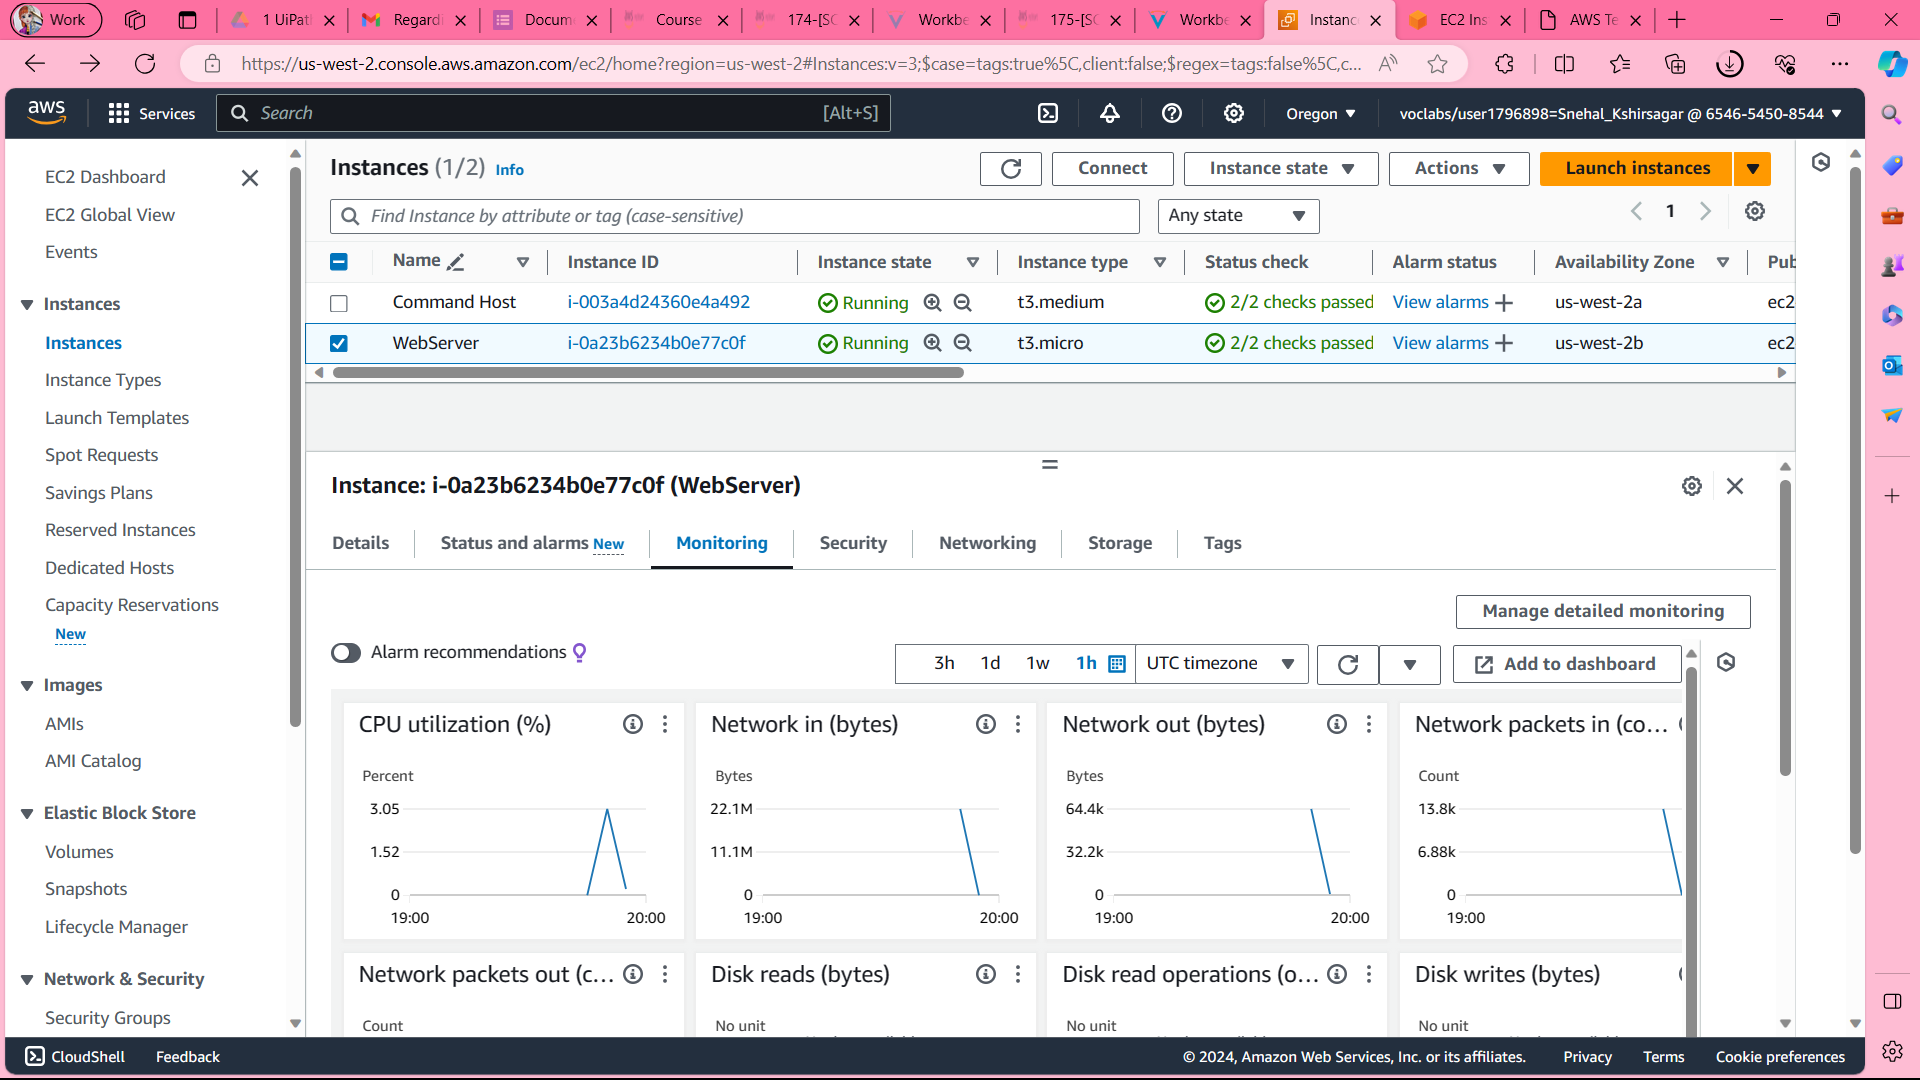 Work
1 UiPat
Regardi
Docum
Course
174-[SC
Workbe
175-[SC
Workbe
Instance
EC2 Ins
AWS Te
https://us-west-2.console.aws.amazon.com/ec2/home?region=us-west-2#Instances:v=3;$case=tags:true%5C,client:false;$regex=tags:false%5C,c...
aws
Services
Search
[Alt+S]
Oregon
voclabs/user1796898=Snehal_Kshirsagar @ 6546-5450-8544
EC2 Dashboard
EC2 Global View
Events
Instances
Instances
Instance Types
Launch Templates
Spot Requests
Savings Plans
Reserved Instances
Dedicated Hosts
Capacity Reservations
New
Images
AMIs
AMI Catalog
Elastic Block Store
Volumes
Snapshots
Lifecycle Manager
Network & Security
Security Groups
Instances (1/2) Info
Connect
Instance state
Actions
Launch instances
Find Instance by attribute or tag (case-sensitive)
Any state
1
Name Instance ID Instance state Instance type Status check Alarm status Availability Zone Pub
Command Host i-003a4d24360e4a492 Running t3.medium 2/2 checks passed View alarms us-west-2a ec2
WebServer i-0a23b6234b0e77c0f Running t3.micro 2/2 checks passed View alarms us-west-2b ec2
Instance: i-0a23b6234b0e77c0f (WebServer)
Details Status and alarms New Monitoring Security Networking Storage Tags
Manage detailed monitoring
Alarm recommendations
3h 1d 1w 1h UTC timezone
Add to dashboard
CPU utilization (%)
Percent
3.05
1.52
0
19:00 20:00
Network in (bytes)
Bytes
22.1M
11.1M
0
19:00 20:00
Network out (bytes)
Bytes
64.4k
32.2k
0
19:00 20:00
Network packets in (co...
Count
13.8k
6.88k
0
19:00
Network packets out (c...
Count
Disk reads (bytes)
No unit
Disk read operations (o...
No unit
Disk writes (bytes)
No unit
CloudShell Feedback
© 2024, Amazon Web Services, Inc. or its affiliates. Privacy Terms Cookie preferences